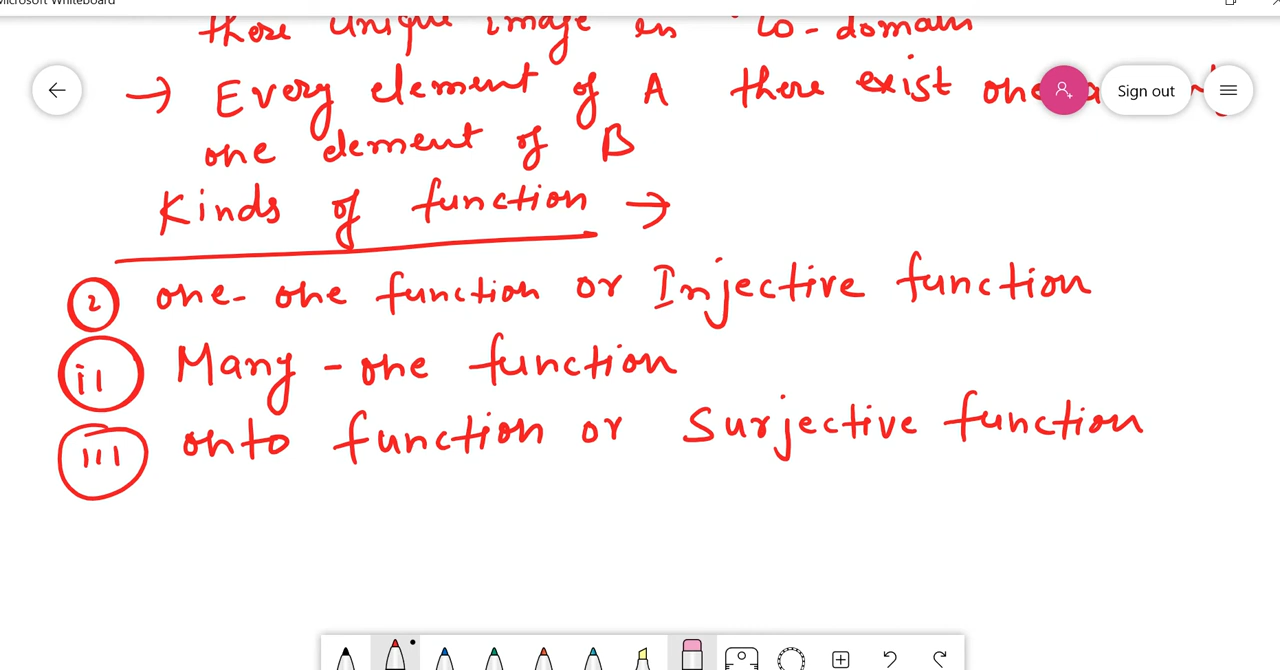 Microsoft Whiteboard
there unique image in co-domain
→ Every element of A there exist one
Sign out
one element of B
Kinds of function →
i one-one function or Injective function
ii Many-one function
iii onto function or Surjective function